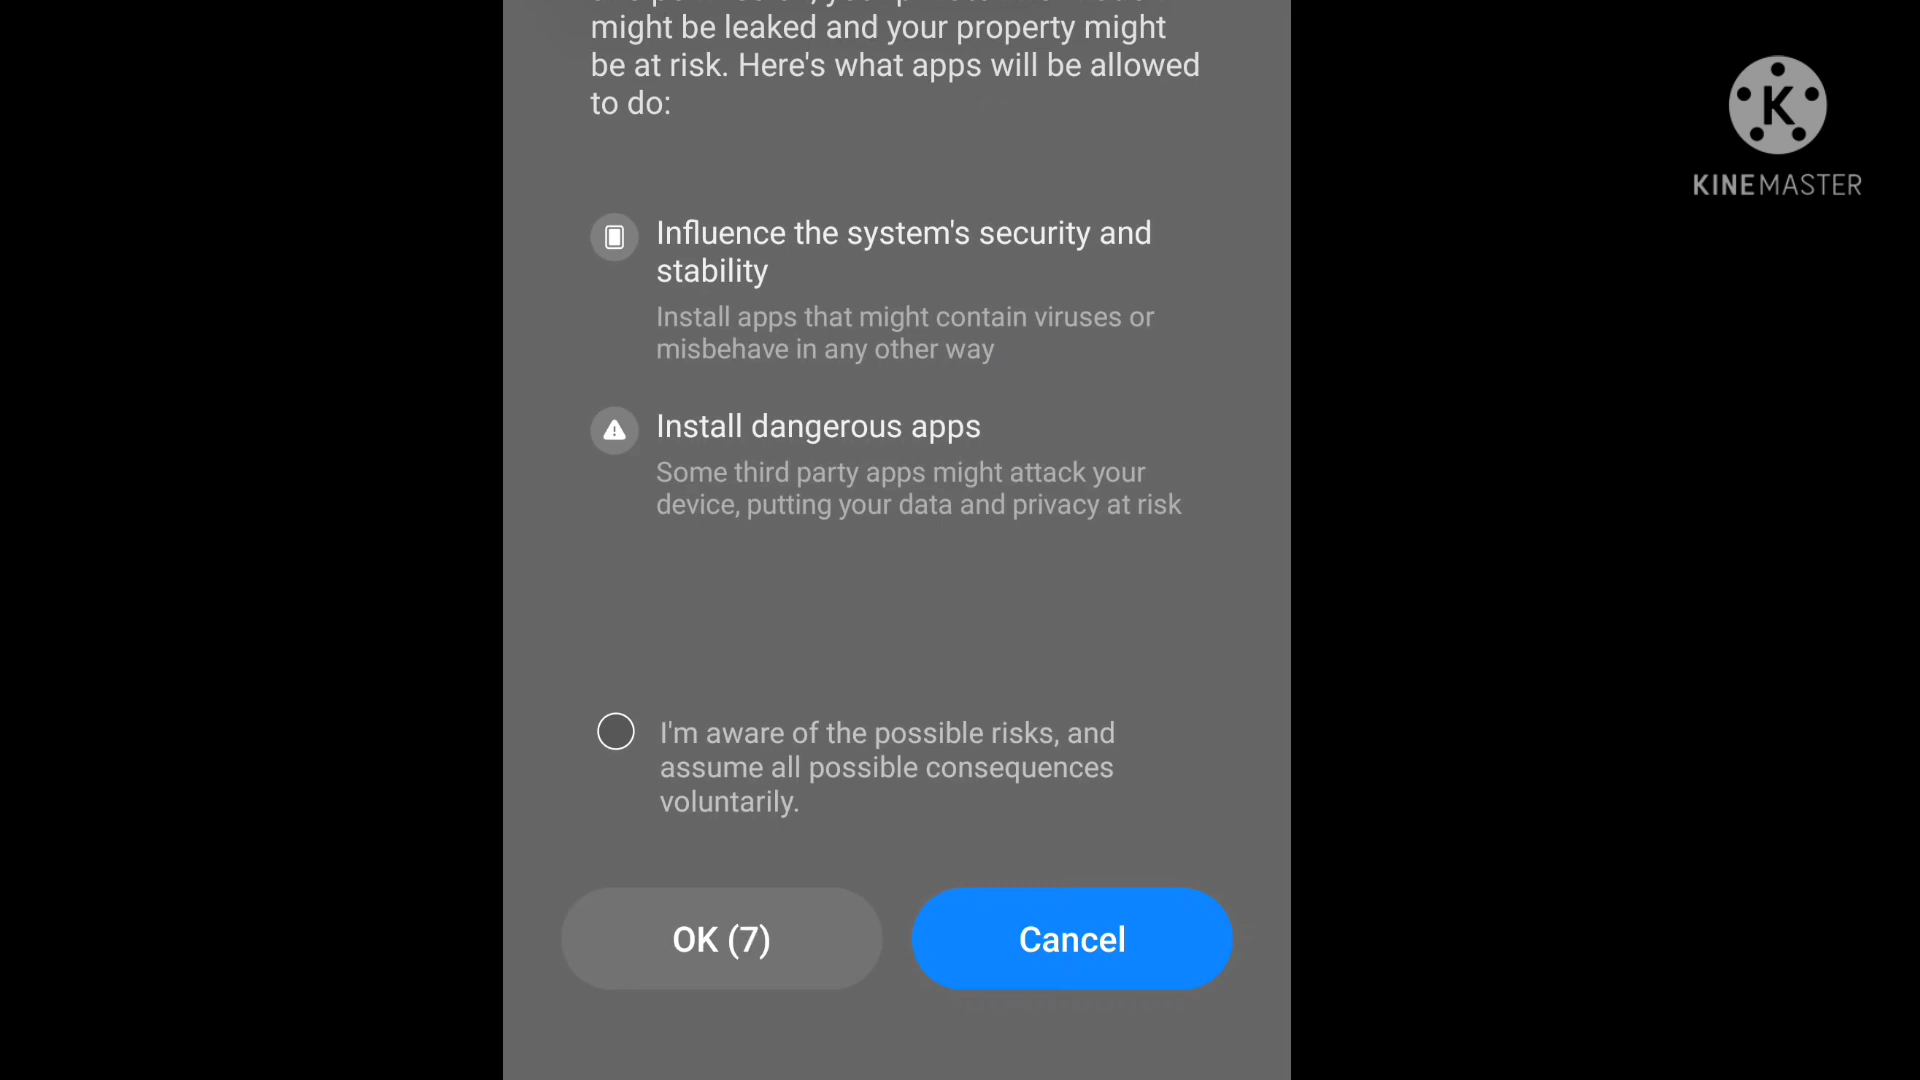 might be leaked and your property might
be at risk. Here's what apps will be allowed
to do:
K
KINEMASTER
Influence the system's security and
stability
Install apps that might contain viruses or
misbehave in any other way
Install dangerous apps
Some third party apps might attack your
device, putting your data and privacy at risk
I'm aware of the possible risks, and
assume all possible consequences
voluntarily.
OK (7)
Cancel